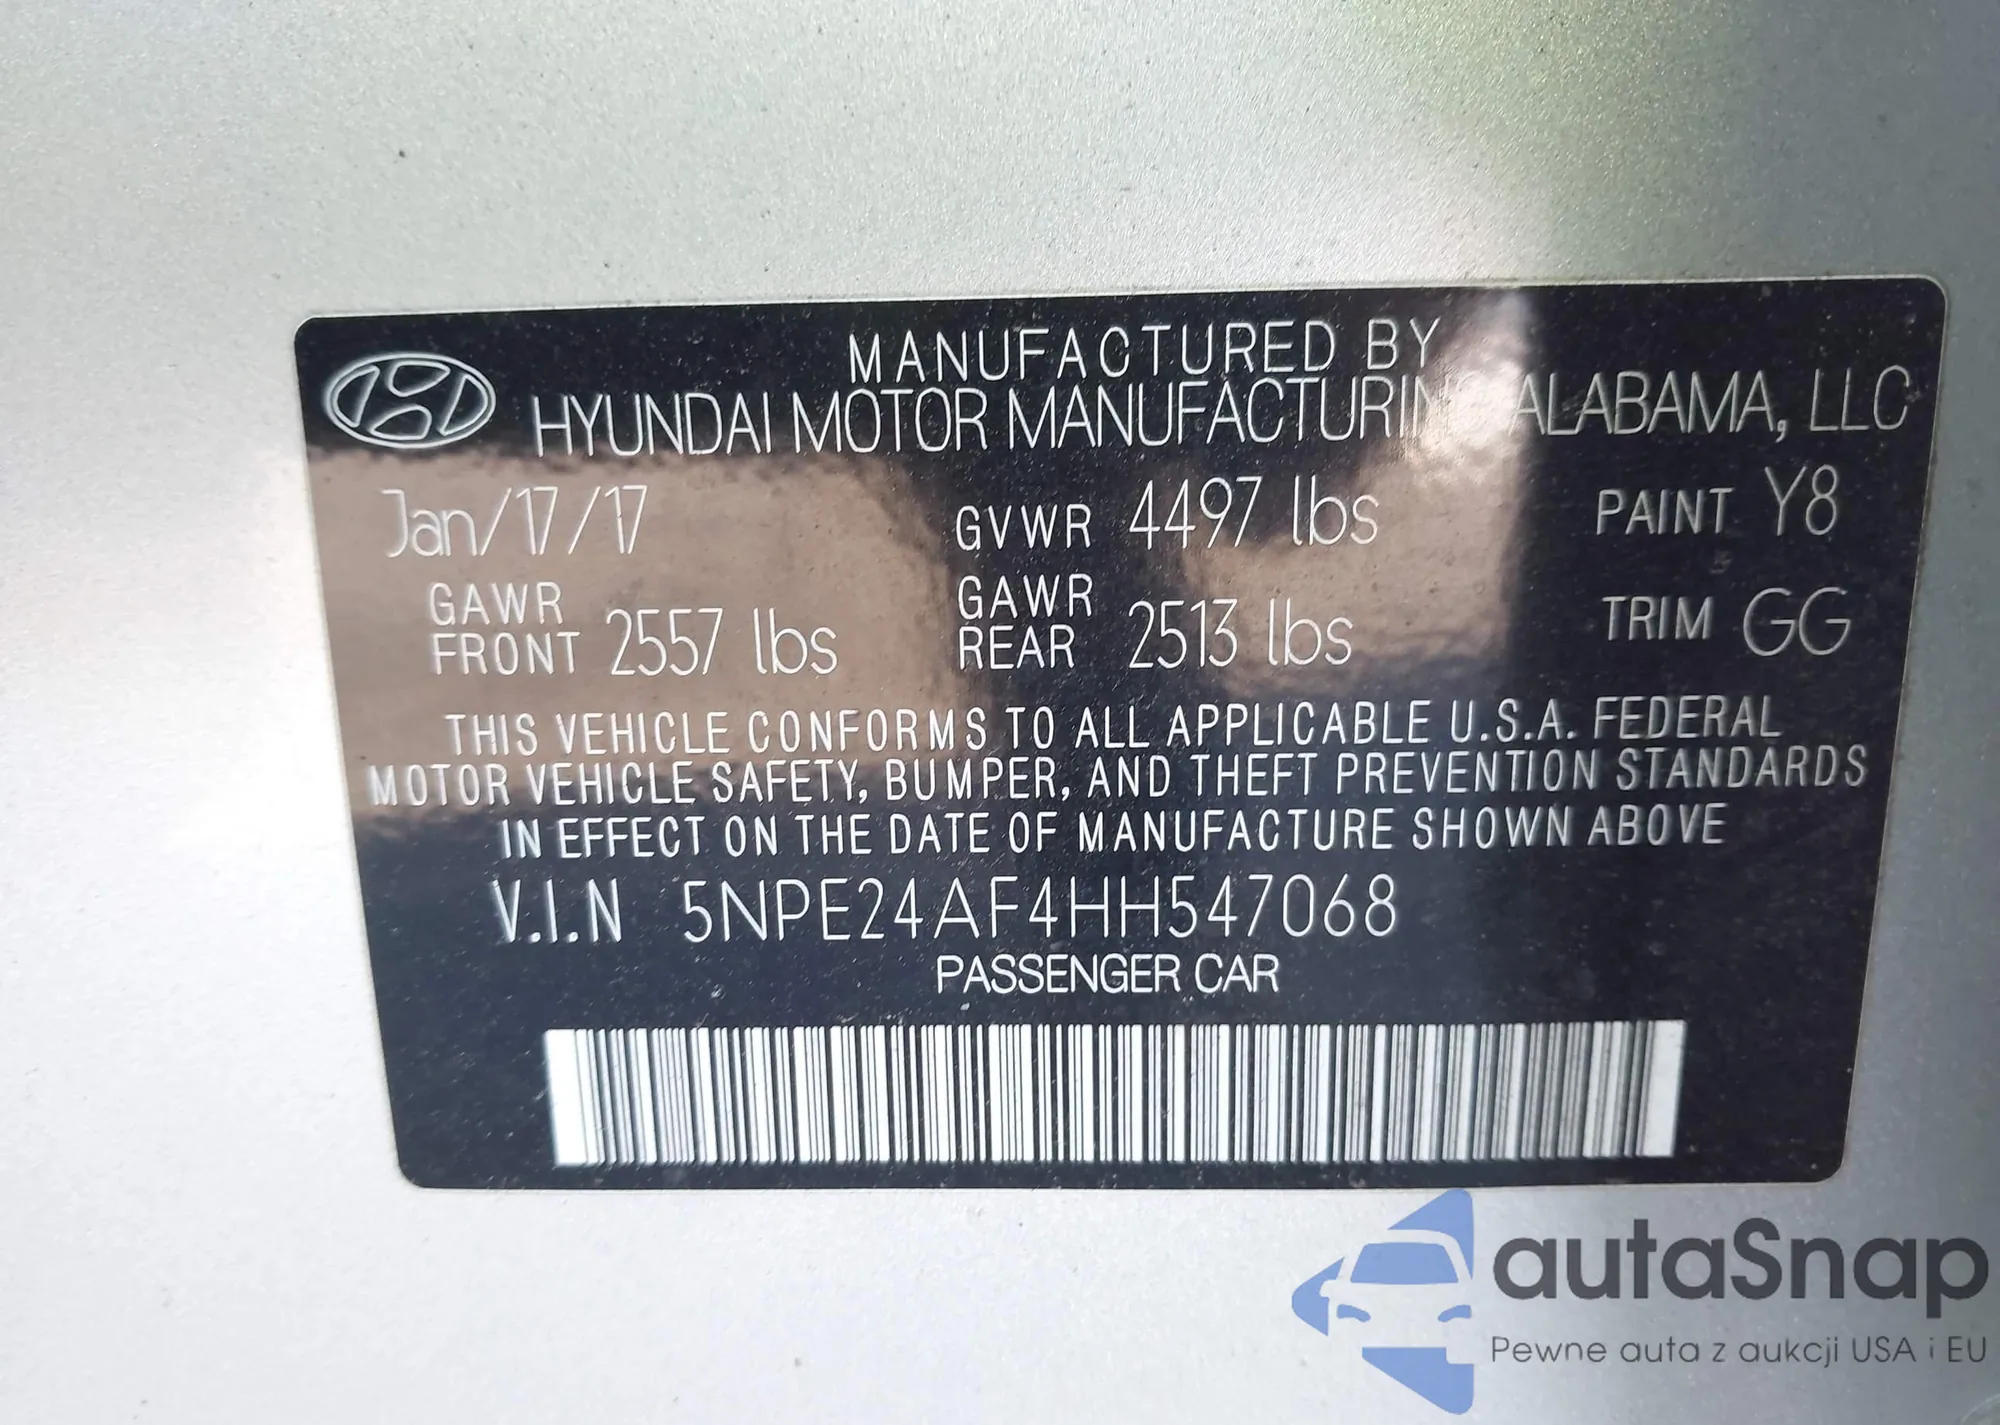 MANUFACTURED BY
HYUNDAI MOTOR MANUFACTURING ALABAMA, LLC
Jan/17/17 GVWR 4497 lbs PAINT Y8
GAWR FRONT 2557 lbs GAWR REAR 2513 lbs TRIM GG
THIS VEHICLE CONFORMS TO ALL APPLICABLE U.S.A. FEDERAL
MOTOR VEHICLE SAFETY, BUMPER, AND THEFT PREVENTION STANDARDS
IN EFFECT ON THE DATE OF MANUFACTURE SHOWN ABOVE
V.I.N 5NPE24AF4HH547068
PASSENGER CAR
autaSnap
Pewne auta z aukcji USA i EU